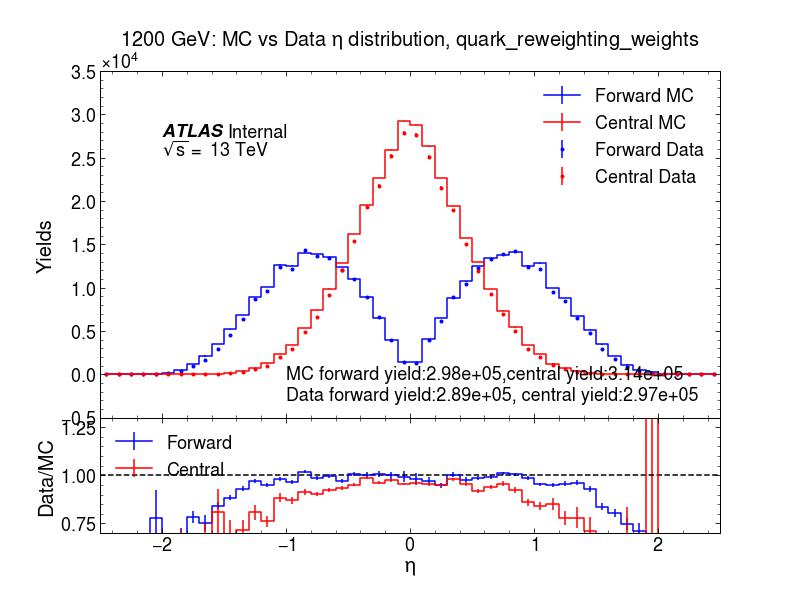 1200 GeV: MC vs Data η distribution, quark_reweighting_weights
×10⁴
3.5
3.0
2.5
2.0
1.5
1.0
0.5
0.0
0.5
Yields
ATLAS Internal
√s = 13 TeV
Forward MC
Central MC
Forward Data
Central Data
MC forward yield:2.98e+05,central yield:3.14e+05
Data forward yield:2.89e+05, central yield:2.97e+05
1.25
1.00
0.75
Data/MC
Forward
Central
−2 −1 0 1 2
η